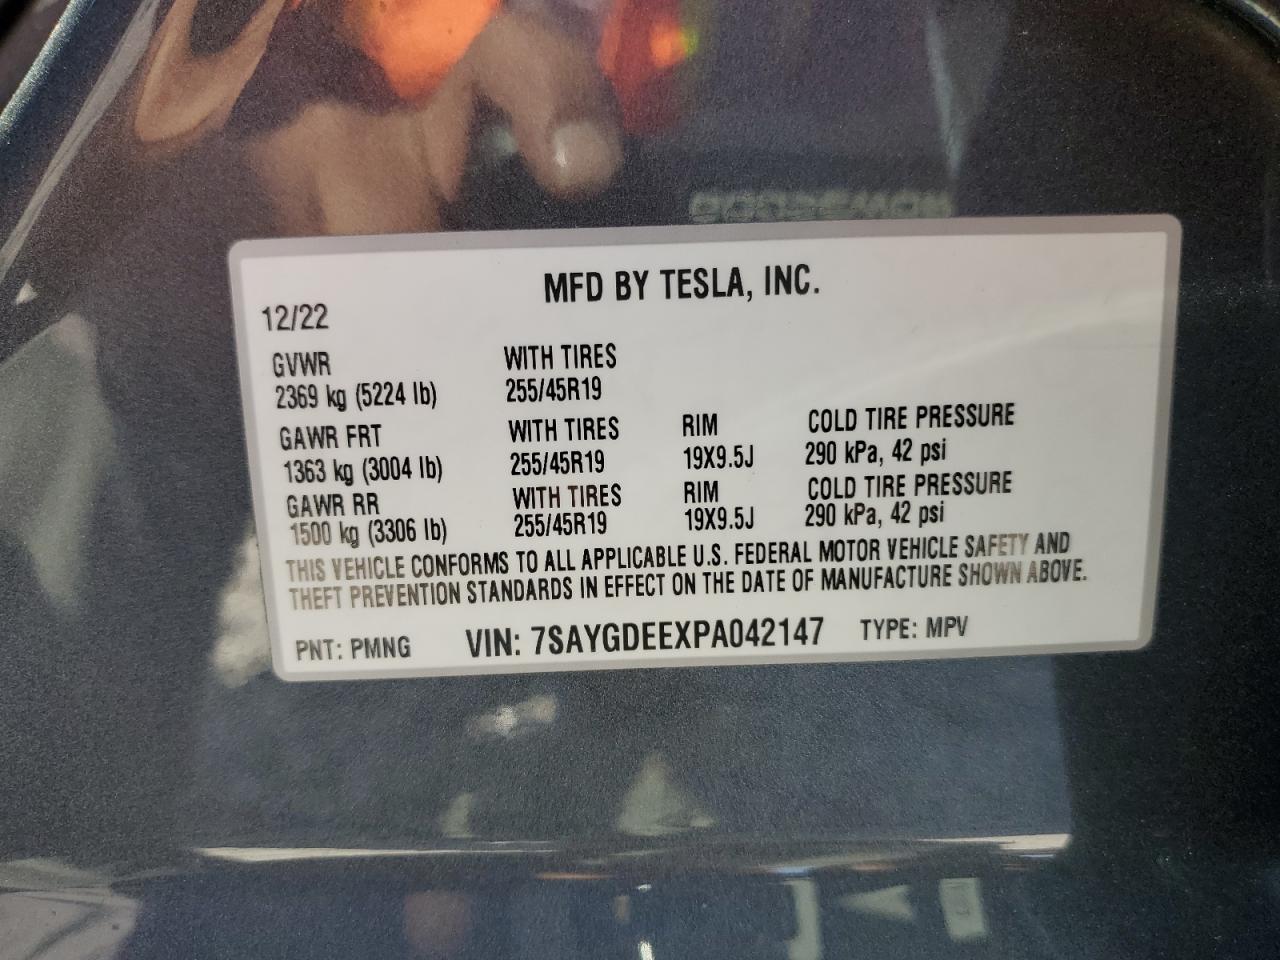 MFD BY TESLA, INC.
12/22
GVWR WITH TIRES
2369 kg (5224 lb) 255/45R19
GAWR FRT WITH TIRES RIM COLD TIRE PRESSURE
1363 kg (3004 lb) 255/45R19 19X9.5J 290 kPa, 42 psi
GAWR RR WITH TIRES RIM COLD TIRE PRESSURE
1500 kg (3306 lb) 255/45R19 19X9.5J 290 kPa, 42 psi
THIS VEHICLE CONFORMS TO ALL APPLICABLE U.S. FEDERAL MOTOR VEHICLE SAFETY AND
THEFT PREVENTION STANDARDS IN EFFECT ON THE DATE OF MANUFACTURE SHOWN ABOVE.
PNT: PMNG VIN: 7SAYGDEEXPA042147 TYPE: MPV